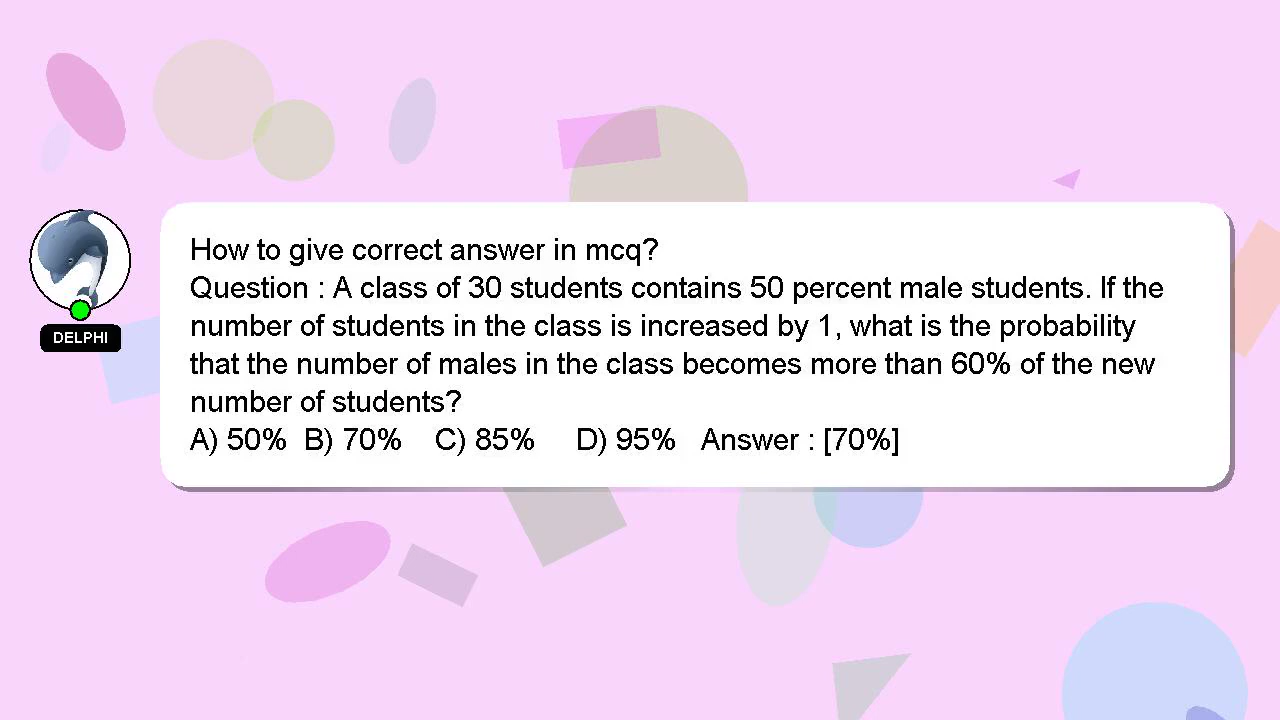 How to give correct answer in mcq?
Question : A class of 30 students contains 50 percent male students. If the
number of students in the class is increased by 1, what is the probability
that the number of males in the class becomes more than 60% of the new
number of students?
A) 50%  B) 70%    C) 85%     D) 95%   Answer : [70%]
DELPHI